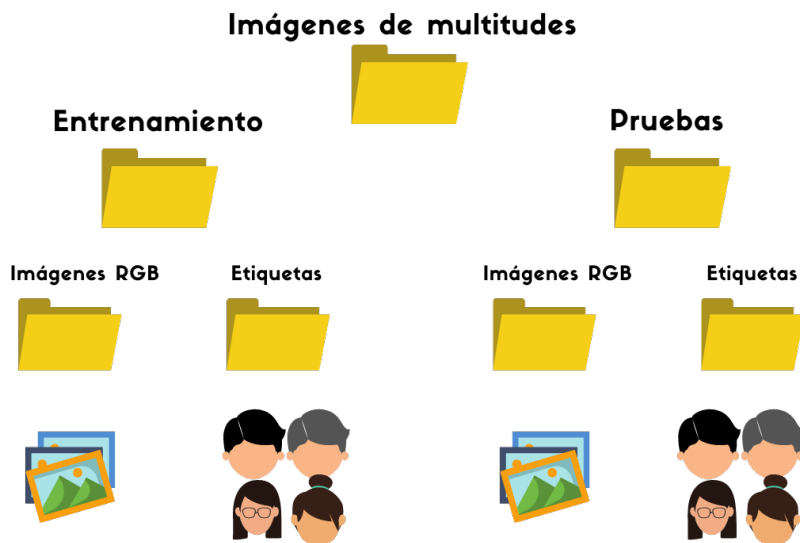 Imágenes de multitudes
Entrenamiento
Pruebas
Imágenes RGB
Etiquetas
Imágenes RGB
Etiquetas